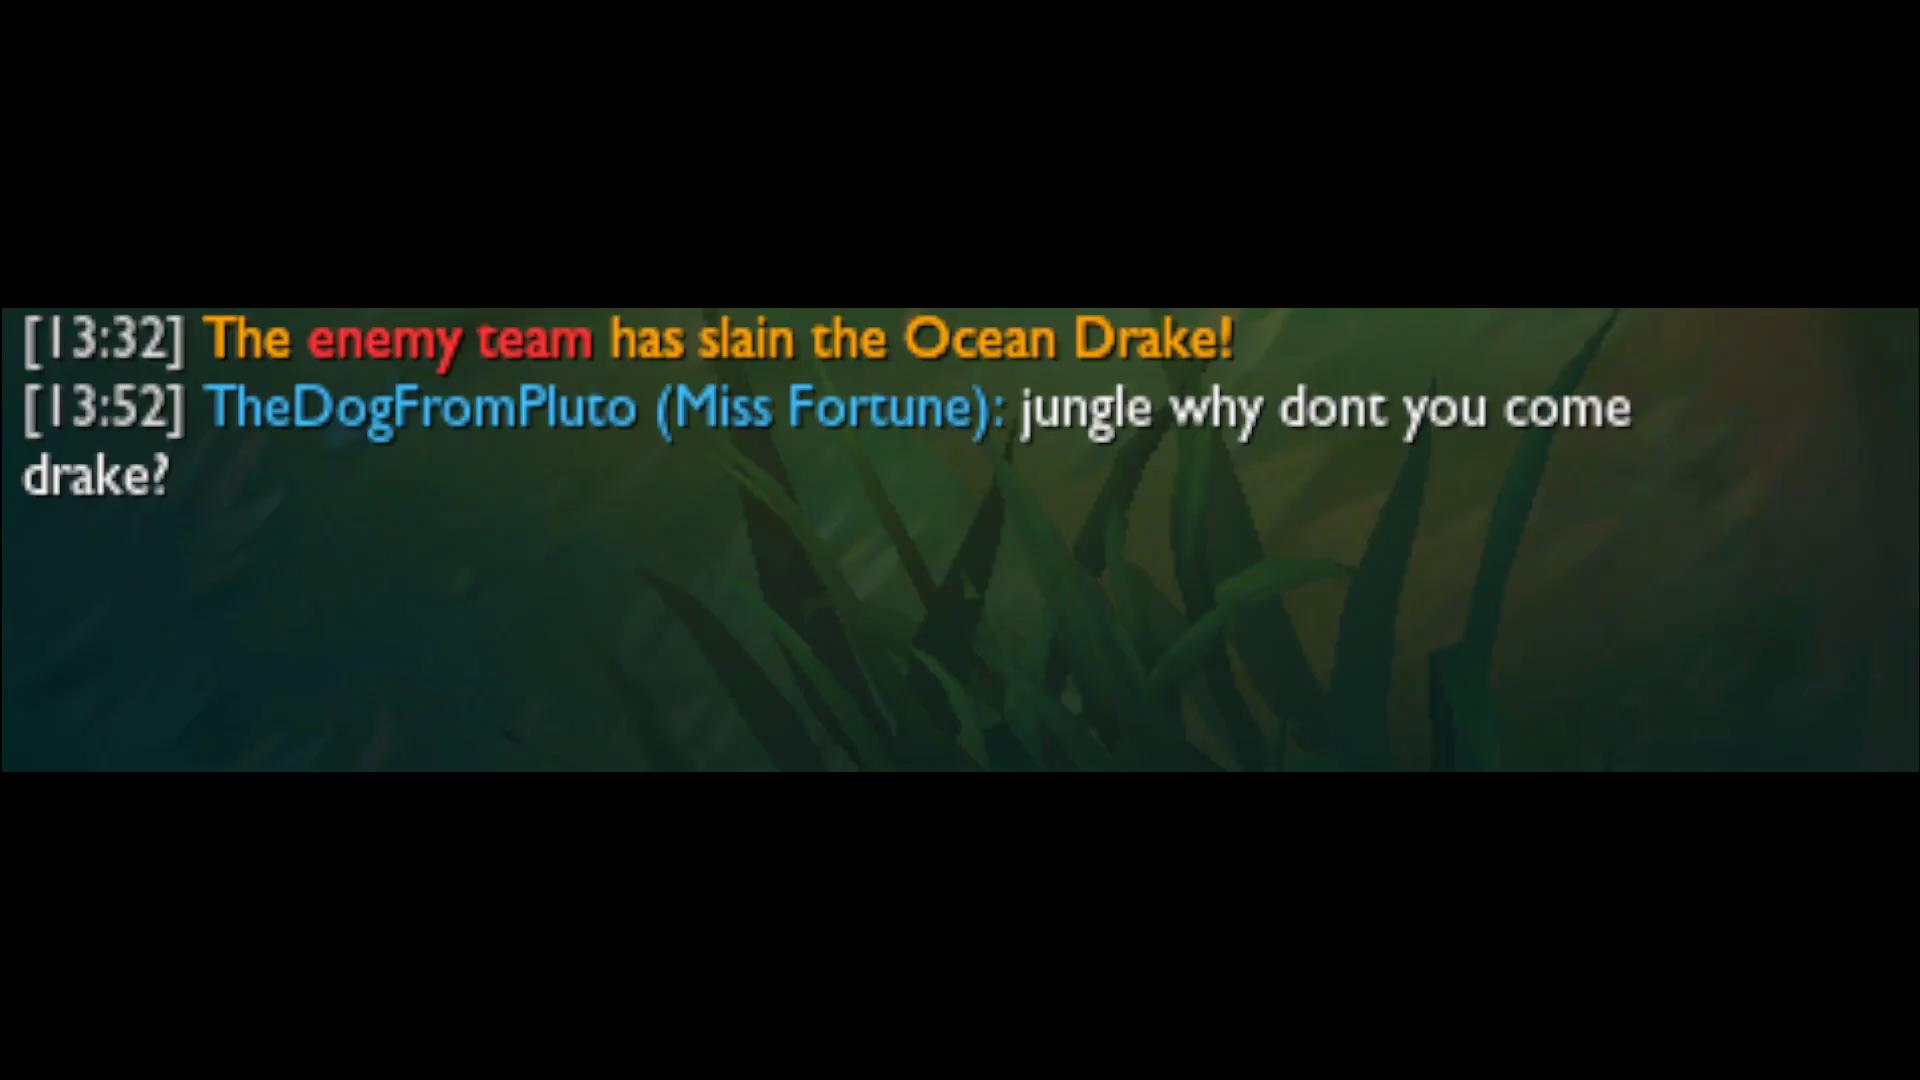 [13:32] The enemy team has slain the Ocean Drake!
[13:52] TheDogFromPluto (Miss Fortune): jungle why dont you come
drake?